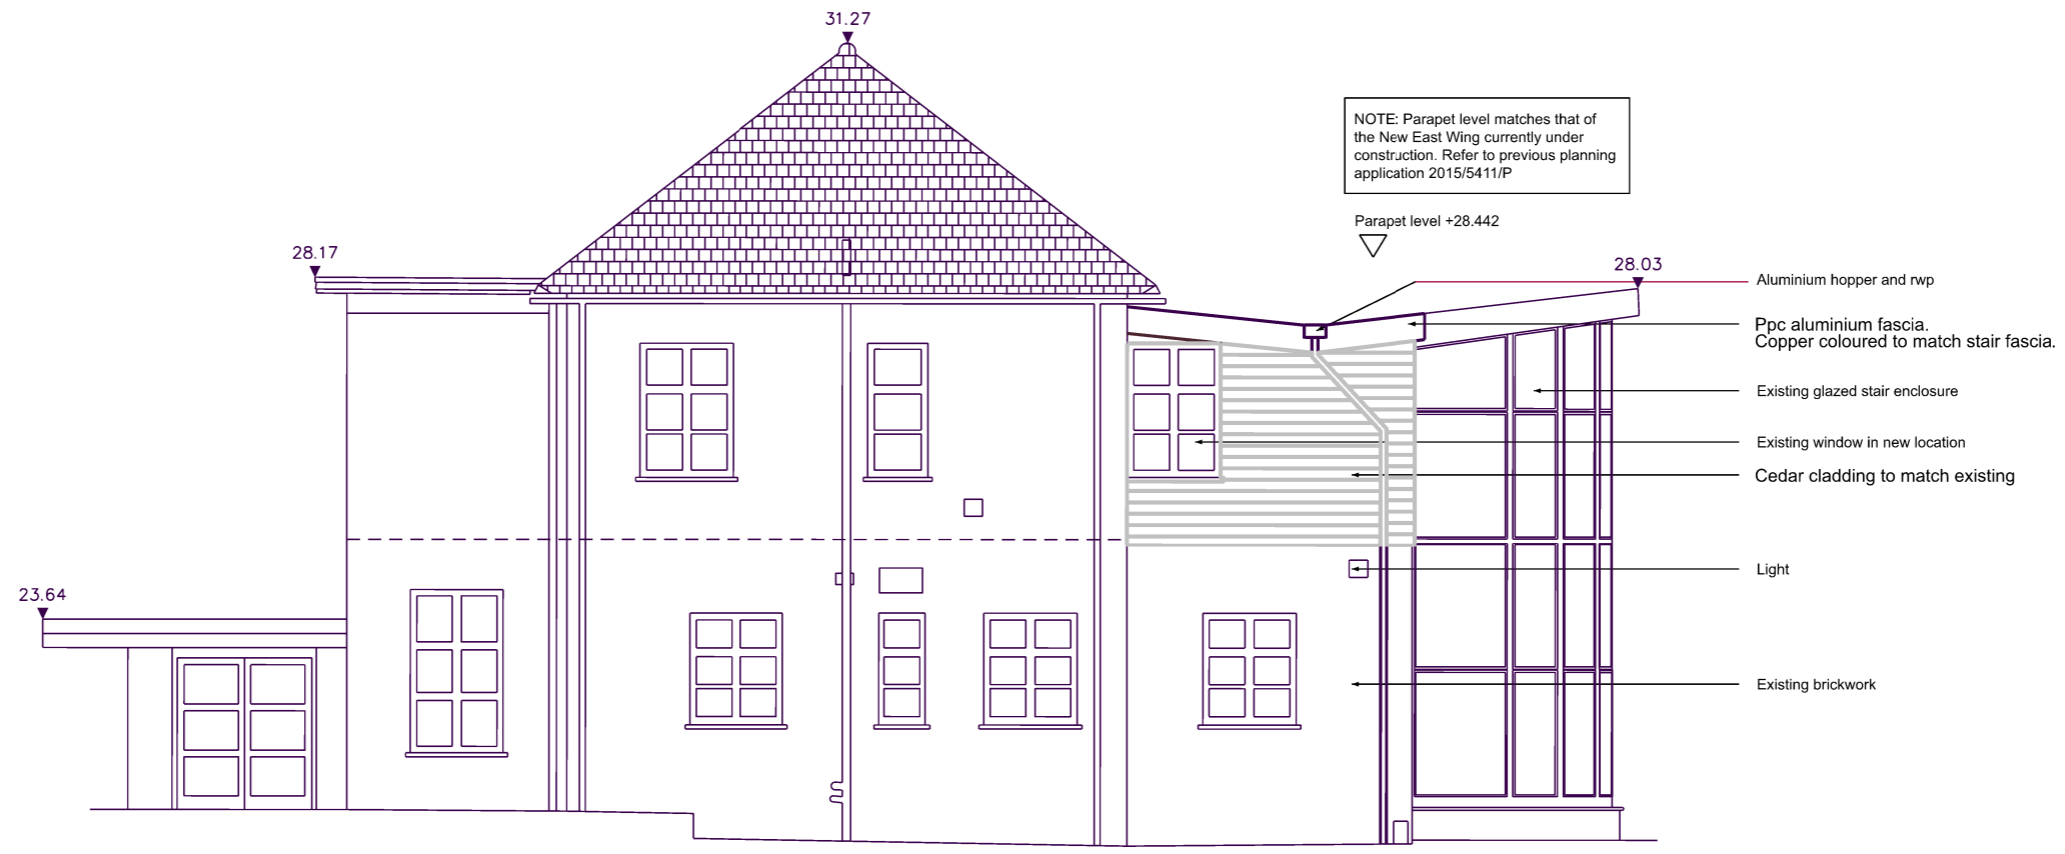 31.27
NOTE: Parapet level matches that of
the New East Wing currently under
construction. Refer to previous planning
application 2015/5411/P
Parapet level +28.442
28.17
28.03
Aluminium hopper and rwp
Ppc aluminium fascia.
Copper coloured to match stair fascia.
Existing glazed stair enclosure
Existing window in new location
Cedar cladding to match existing
Light
23.64
Existing brickwork